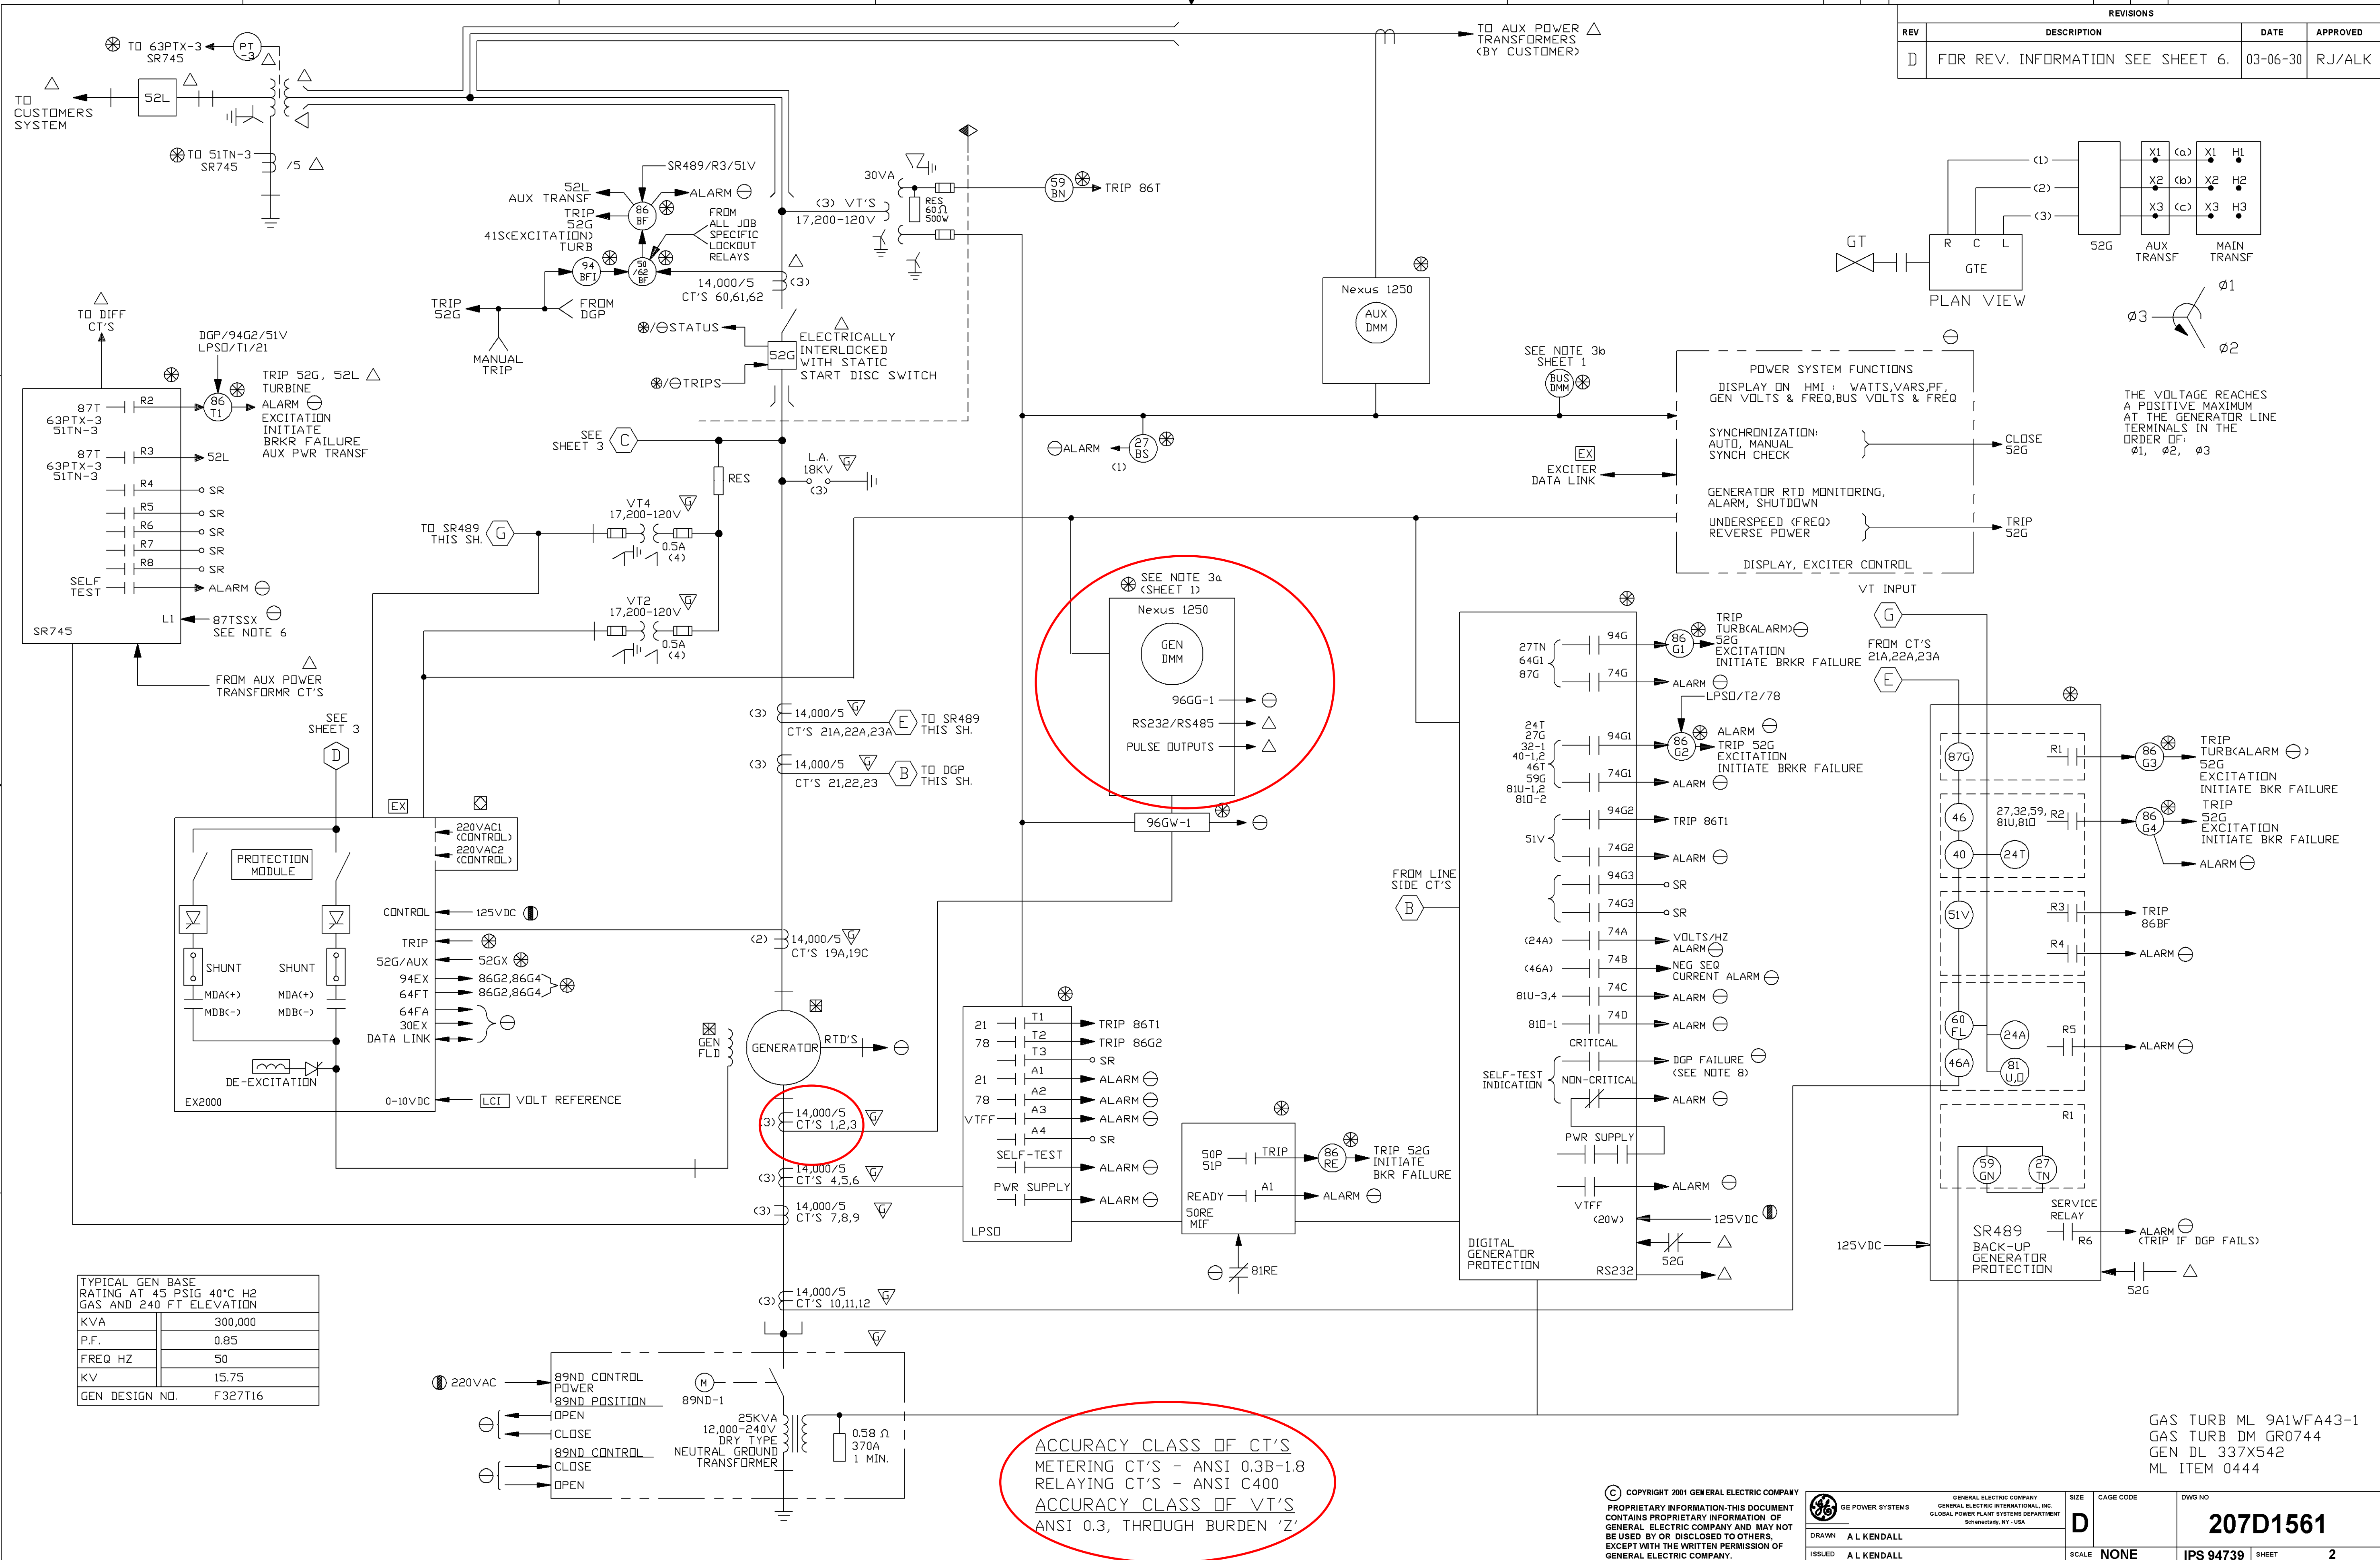 REVISIONS
REV DESCRIPTION DATE APPROVED
D FOR REV. INFORMATION SEE SHEET 6. 03-06-30 RJ/ALK
TO 63PTX-3
SR745
PT
-3
TO
CUSTOMERS
SYSTEM
52L
TO 51TN-3
SR745
/5
TO AUX POWER
TRANSFORMERS
(BY CUSTOMER)
SR489/R3/51V
52L
AUX TRANSF
ALARM
86
BF
TRIP
52G
41S(EXCITATION)
TURB
FROM
ALL JOB
SPECIFIC
LOCKOUT
RELAYS
94
BFI
50
/62
BF
14,000/5
CT'S 60,61,62
(3)
TRIP
52G
FROM
DGP
MANUAL
TRIP
30VA
(3) VT'S
17,200-120V
RES
60Ω
500W
59
BN
TRIP 86T
/ STATUS
52G
ELECTRICALLY
INTERLOCKED
WITH STATIC
START DISC SWITCH
/ TRIPS
(1) (2) (3)
X1 (a) X1 H1
X2 (b) X2 H2
X3 (c) X3 H3
52G
AUX
TRANSF
MAIN
TRANSF
GT
R C L
GTE
PLAN VIEW
Ø1
Ø3
Ø2
THE VOLTAGE REACHES
A POSITIVE MAXIMUM
AT THE GENERATOR LINE
TERMINALS IN THE
ORDER OF:
Ø1, Ø2, Ø3
Nexus 1250
AUX
DMM
SEE NOTE 3b
SHEET 1
BUS
DMM
POWER SYSTEM FUNCTIONS
DISPLAY ON HMI : WATTS,VARS,PF,
GEN VOLTS & FREQ,BUS VOLTS & FREQ
SYNCHRONIZATION:
AUTO, MANUAL
SYNCH CHECK
CLOSE
52G
EX
EXCITER
DATA LINK
GENERATOR RTD MONITORING,
ALARM, SHUTDOWN
UNDERSPEED (FREQ)
REVERSE POWER
TRIP
52G
DISPLAY, EXCITER CONTROL
ALARM
27
BS
(1)
TO DIFF
CT'S
DGP/94G2/51V
LPSO/T1/21
86
T1
TRIP 52G, 52L
TURBINE
ALARM
EXCITATION
INITIATE
BRKR FAILURE
AUX PWR TRANSF
87T
63PTX-3
51TN-3
R2
87T
63PTX-3
51TN-3
R3
52L
R4 SR
R5 SR
R6 SR
R7 SR
R8 SR
SELF
TEST
ALARM
L1
87TSSX
SEE NOTE 6
SR745
FROM AUX POWER
TRANSFORMR CT'S
SEE
SHEET 3
C
RES
L.A.
18KV
(3)
TO SR489
THIS SH.
G
VT4
17,200-120V
0.5A
(4)
VT2
17,200-120V
0.5A
(4)
(3) 14,000/5
CT'S 21A,22A,23A
E
TO SR489
THIS SH.
(3) 14,000/5
CT'S 21,22,23
B
TO DGP
THIS SH.
SEE NOTE 3a
(SHEET 1)
Nexus 1250
GEN
DMM
96GG-1
RS232/RS485
PULSE OUTPUTS
96GW-1
SEE
SHEET 3
D
EX
220VAC1
(CONTROL)
220VAC2
(CONTROL)
PROTECTION
MODULE
CONTROL 125VDC
TRIP
52G/AUX 52GX
94EX 86G2,86G4
64FT 86G2,86G4
64FA
30EX
DATA LINK
SHUNT SHUNT
MDA(+) MDA(+)
MDB(-) MDB(-)
DE-EXCITATION
EX2000
0-10VDC
LCI VOLT REFERENCE
(2) 14,000/5
CT'S 19A,19C
GEN
FLD
GENERATOR
RTD'S
(3) 14,000/5
CT'S 1,2,3
(3) 14,000/5
CT'S 4,5,6
(3) 14,000/5
CT'S 7,8,9
(3) 14,000/5
CT'S 10,11,12
21 T1 TRIP 86T1
78 T2 TRIP 86G2
T3 SR
21 A1 ALARM
78 A2 ALARM
VTFF A3 ALARM
A4 SR
SELF-TEST
ALARM
PWR SUPPLY
ALARM
LPSO
50P
51P
TRIP
86
RE
TRIP 52G
INITIATE
BKR FAILURE
READY A1 ALARM
50RE
MIF
81RE
FROM LINE
SIDE CT'S
B
27TN
64G1
87G
94G
86
G1
TRIP
TURB(ALARM)
52G
EXCITATION
INITIATE BRKR FAILURE
74G ALARM
LPSO/T2/78
24T
27G
32-1
40-1,2
46T
59G
81U-1,2
81O-2
94G1
86
G2
ALARM
TRIP 52G
EXCITATION
INITIATE BRKR FAILURE
74G1 ALARM
51V
94G2 TRIP 86T1
74G2 ALARM
94G3 SR
74G3 SR
(24A) 74A VOLTS/HZ
ALARM
(46A) 74B NEG SEQ
CURRENT ALARM
81U-3,4 74C ALARM
81O-1 74D ALARM
CRITICAL
DGP FAILURE
(SEE NOTE 8)
SELF-TEST
INDICATION
NON-CRITICAL
ALARM
PWR SUPPLY
ALARM
VTFF
(20W) 125VDC
52G
DIGITAL
GENERATOR
PROTECTION
RS232
VT INPUT
G
FROM CT'S
21A,22A,23A
E
87G
R1
86
G3
TRIP
TURB(ALARM )
52G
EXCITATION
INITIATE BKR FAILURE
46
27,32,59,
81U,81O
R2
86
G4
TRIP
52G
EXCITATION
INITIATE BKR FAILURE
40 24T
ALARM
51V
R3 TRIP
86BF
R4 ALARM
60
FL
24A
R5 ALARM
46A
81
U,O
R1
59
GN
27
TN
SERVICE
RELAY
R6
ALARM
(TRIP IF DGP FAILS)
125VDC
SR489
BACK-UP
GENERATOR
PROTECTION
52G
TYPICAL GEN BASE
RATING AT 45 PSIG 40°C H2
GAS AND 240 FT ELEVATION
KVA 300,000
P.F. 0.85
FREQ HZ 50
KV 15.75
GEN DESIGN NO. F327T16
220VAC
89ND CONTROL
POWER
89ND POSITION
OPEN
CLOSE
89ND CONTROL
CLOSE
OPEN
M
89ND-1
25KVA
12,000-240V
DRY TYPE
NEUTRAL GROUND
TRANSFORMER
0.58 Ω
370A
1 MIN.
ACCURACY CLASS OF CT'S
METERING CT'S - ANSI 0.3B-1.8
RELAYING CT'S - ANSI C400
ACCURACY CLASS OF VT'S
ANSI 0.3, THROUGH BURDEN 'Z'
GAS TURB ML 9A1WFA43-1
GAS TURB DM GR0744
GEN DL 337X542
ML ITEM 0444
C COPYRIGHT 2001 GENERAL ELECTRIC COMPANY
PROPRIETARY INFORMATION-THIS DOCUMENT
CONTAINS PROPRIETARY INFORMATION OF
GENERAL ELECTRIC COMPANY AND MAY NOT
BE USED BY OR DISCLOSED TO OTHERS,
EXCEPT WITH THE WRITTEN PERMISSION OF
GENERAL ELECTRIC COMPANY.
GE POWER SYSTEMS
GENERAL ELECTRIC COMPANY
GENERAL ELECTRIC INTERNATIONAL, INC.
GLOBAL POWER PLANT SYSTEMS DEPARTMENT
Schenectady, NY - USA
DRAWN A L KENDALL
ISSUED A L KENDALL
SIZE CAGE CODE DWG NO
D 207D1561
SCALE NONE IPS 94739 SHEET 2